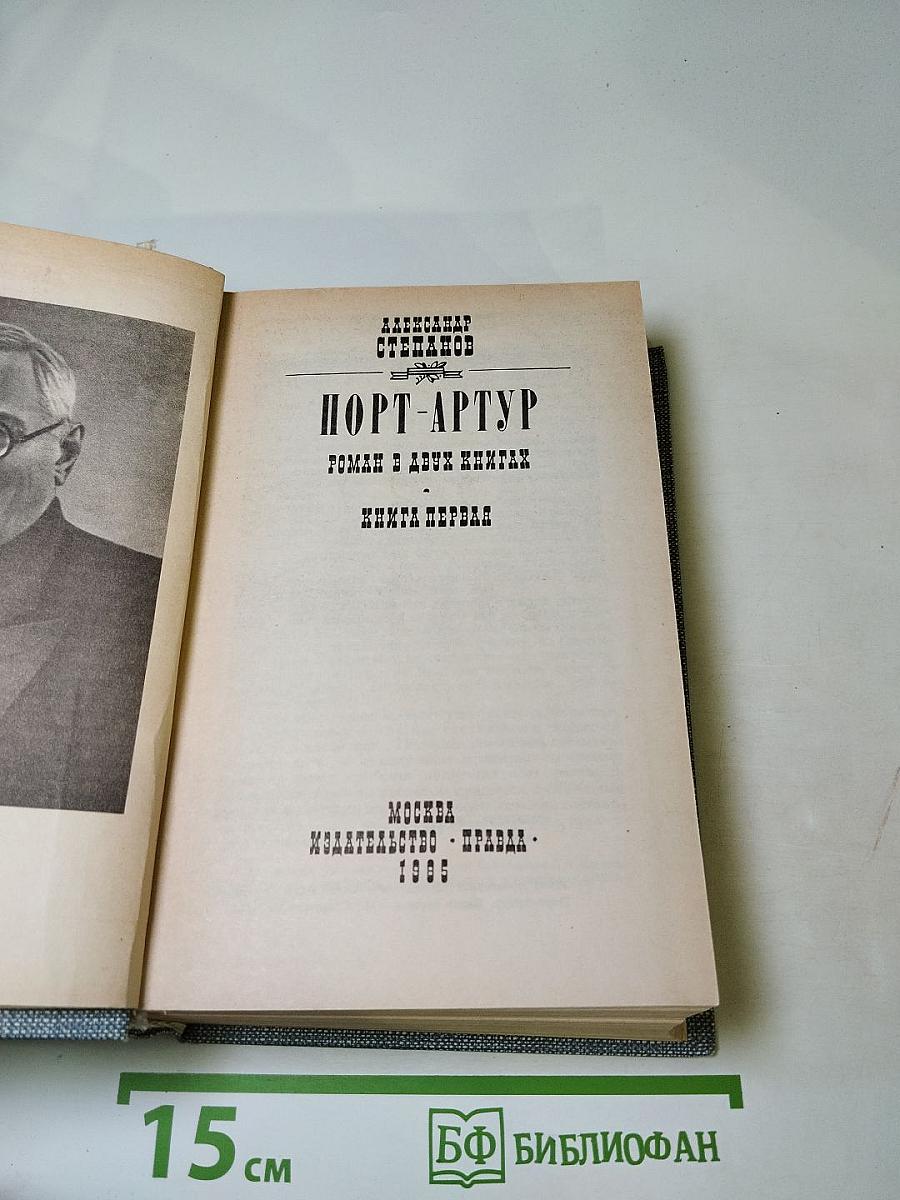 АЛЕКСАНДР
СТЕПАНОВ
ПОРТ-АРТУР
РОМАН В ДВУХ КНИГАХ
•
КНИГА ПЕРВАЯ
МОСКВА
ИЗДАТЕЛЬСТВО «ПРАВДА»
1985
15 см
БФ БИБЛИОФАН